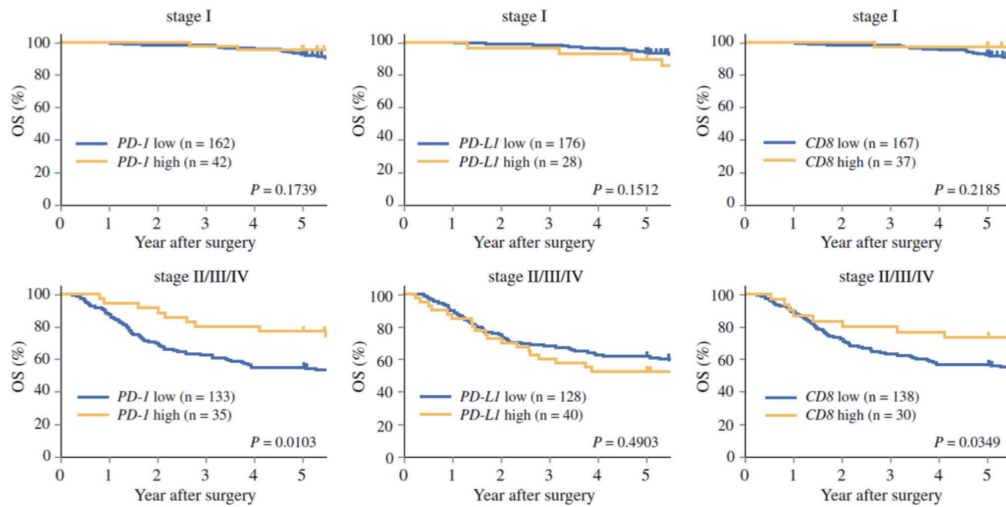 stage I
100
80
60
40
20
0
OS (%)
PD-1 low (n = 162)
PD-1 high (n = 42)
P = 0.1739
0 1 2 3 4 5
Year after surgery
stage I
100
80
60
40
20
0
OS (%)
PD-L1 low (n = 176)
PD-L1 high (n = 28)
P = 0.1512
0 1 2 3 4 5
Year after surgery
stage I
100
80
60
40
20
0
OS (%)
CD8 low (n = 167)
CD8 high (n = 37)
P = 0.2185
0 1 2 3 4 5
Year after surgery
stage II/III/IV
100
80
60
40
20
0
OS (%)
PD-1 low (n = 133)
PD-1 high (n = 35)
P = 0.0103
0 1 2 3 4 5
Year after surgery
stage II/III/IV
100
80
60
40
20
0
OS (%)
PD-L1 low (n = 128)
PD-L1 high (n = 40)
P = 0.4903
0 1 2 3 4 5
Year after surgery
stage II/III/IV
100
80
60
40
20
0
OS (%)
CD8 low (n = 138)
CD8 high (n = 30)
P = 0.0349
0 1 2 3 4 5
Year after surgery